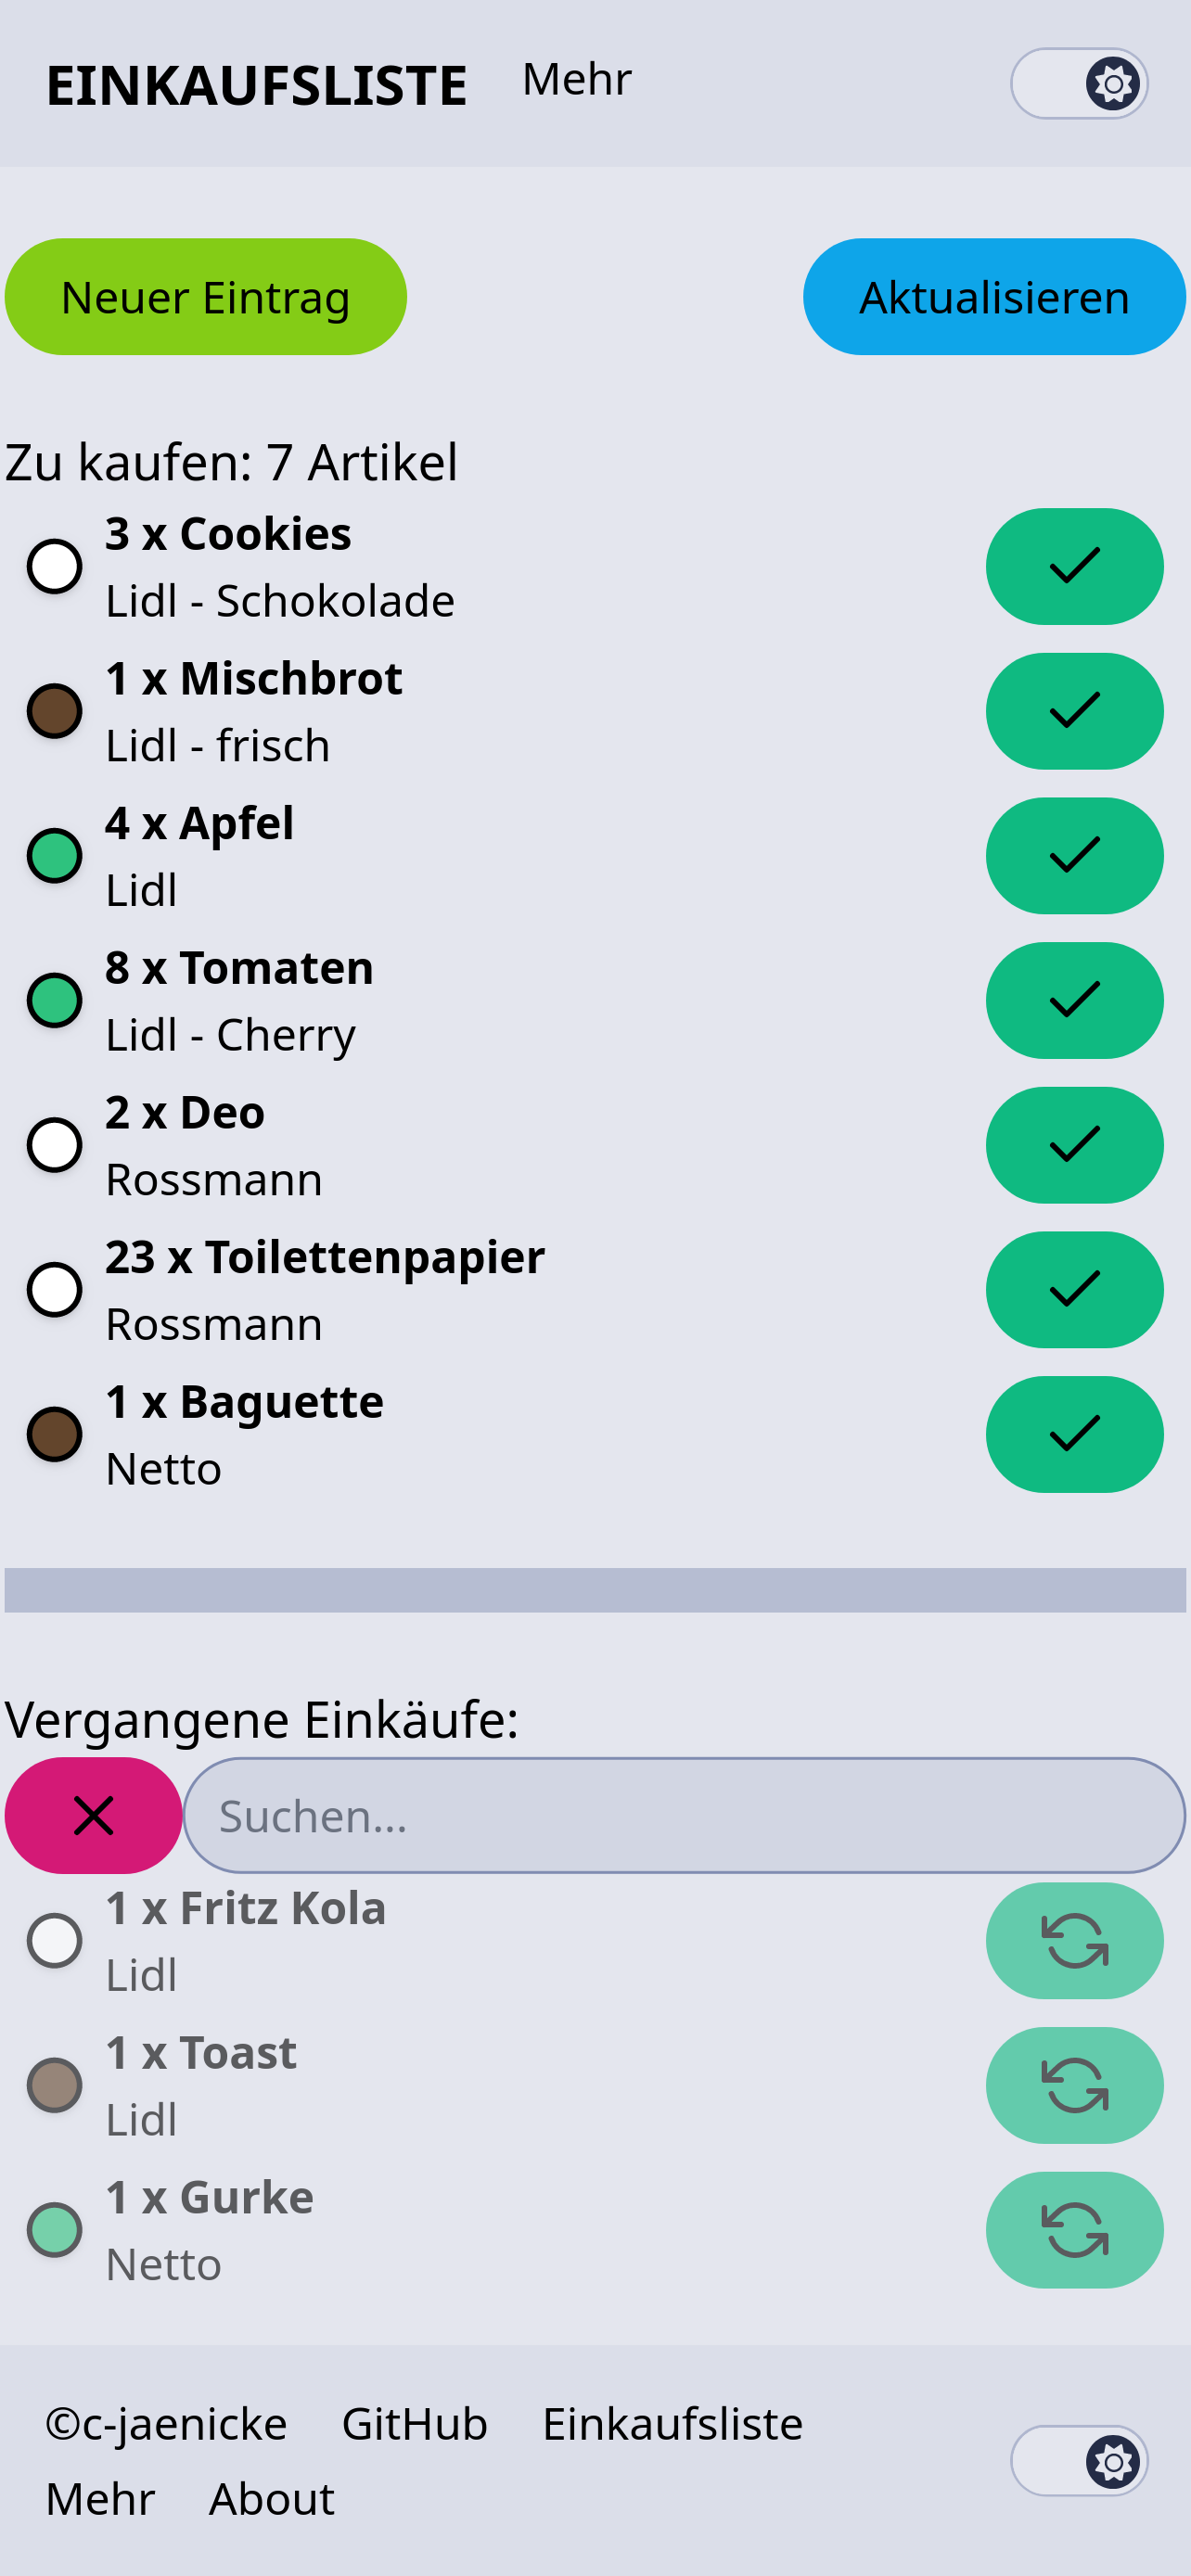 EINKAUFSLISTE Mehr
Neuer Eintrag Aktualisieren
Zu kaufen: 7 Artikel
3 x Cookies
Lidl - Schokolade
1 x Mischbrot
Lidl - frisch
4 x Apfel
Lidl
8 x Tomaten
Lidl - Cherry
2 x Deo
Rossmann
23 x Toilettenpapier
Rossmann
1 x Baguette
Netto
Vergangene Einkäufe:
Suchen...
1 x Fritz Kola
Lidl
1 x Toast
Lidl
1 x Gurke
Netto
©c-jaenicke GitHub Einkaufsliste
Mehr About